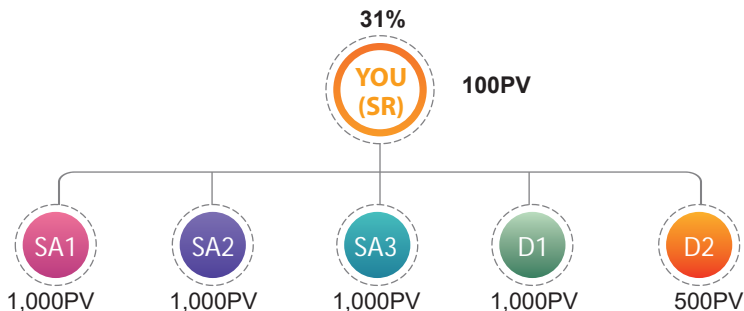 31%
YOU
(SR)
100PV
SA1
SA2
SA3
D1
D2
1,000PV
1,000PV
1,000PV
1,000PV
500PV